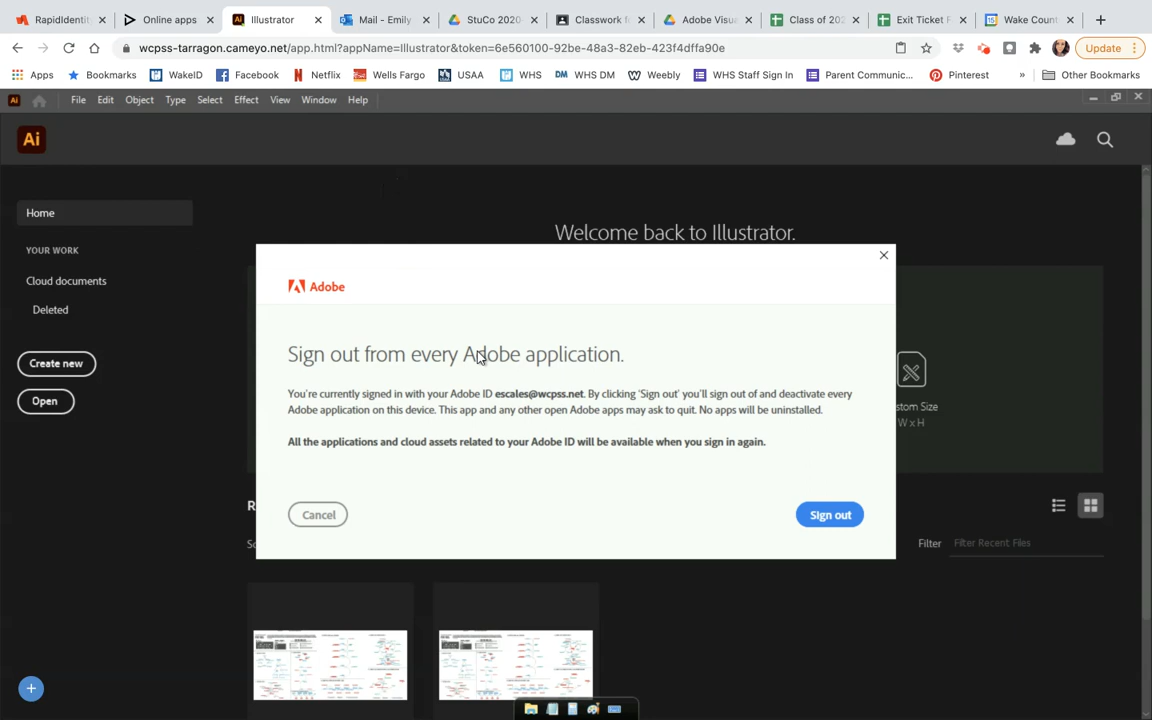 RapidIdentity
Online apps
Illustrator
Mail - Emily
StuCo 2020
Classwork fo
Adobe Visua
Class of 202
Exit Ticket F
Wake Count
wcpss-tarragon.cameyo.net/app.html?appName=Illustrator&token=6e560100-92be-48a3-82eb-423f4dffa90e
Update
Apps
Bookmarks
WakeID
Facebook
Netflix
Wells Fargo
USAA
WHS
DM WHS DM
Weebly
WHS Staff Sign In
Parent Communic...
Pinterest
»
Other Bookmarks
Ai
File Edit Object Type Select Effect View Window Help
Ai
Home
YOUR WORK
Cloud documents
Deleted
Create new
Open
Welcome back to Illustrator.
Adobe
Sign out from every Adobe application.
You're currently signed in with your Adobe ID escales@wcpss.net. By clicking 'Sign out' you'll sign out of and deactivate every
Adobe application on this device. This app and any other open Adobe apps may ask to quit. No apps will be uninstalled.
All the applications and cloud assets related to your Adobe ID will be available when you sign in again.
Cancel
Sign out
stom Size
W x H
R
So
Filter Filter Recent Files